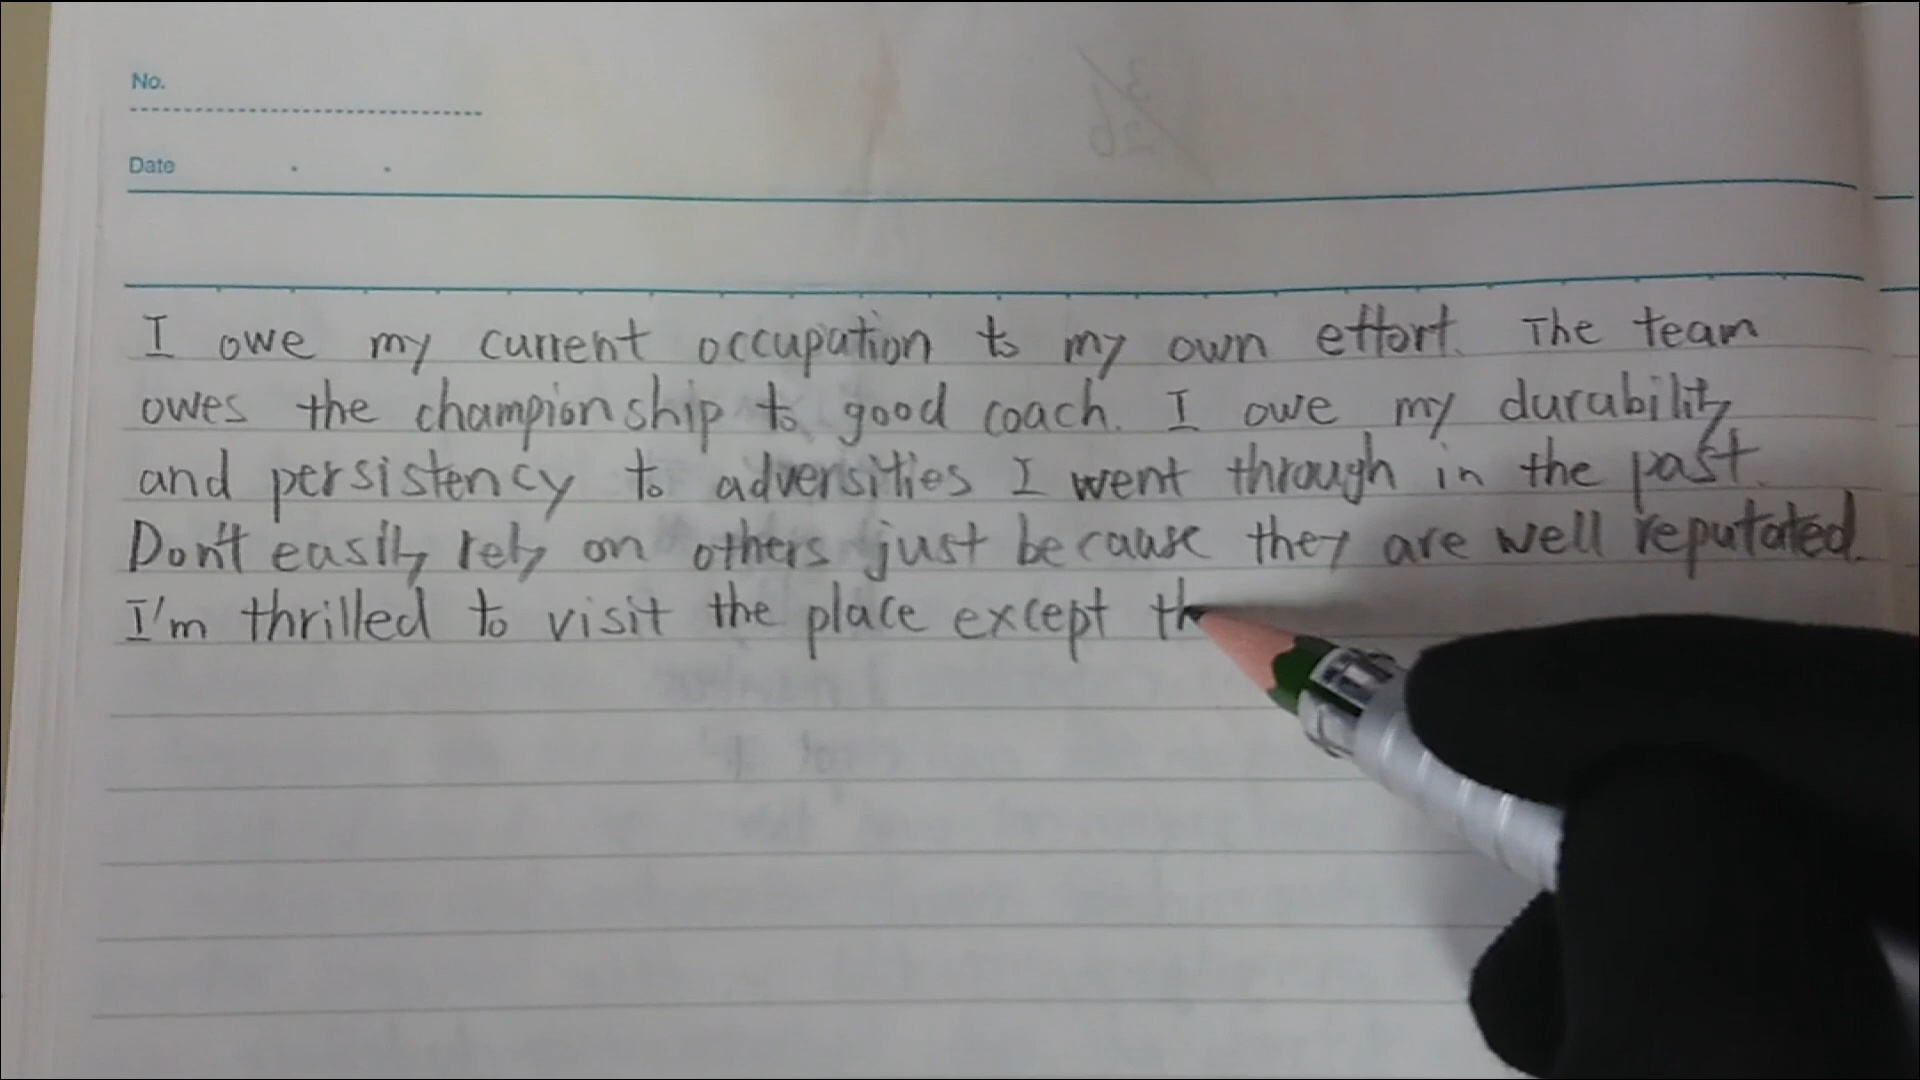 No.
Date
I owe my current occupation to my own effort. The team
owes the championship to good coach. I owe my durability
and persistency to adversities I went through in the past.
Don't easily rely on others just because they are well reputated.
I'm thrilled to visit the place except th